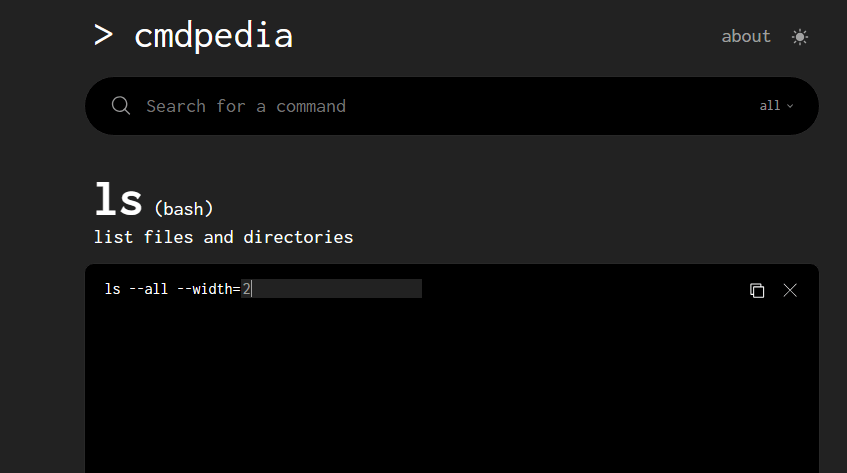 > cmdpedia
about
Search for a command
all
ls (bash)
list files and directories
ls --all --width=2